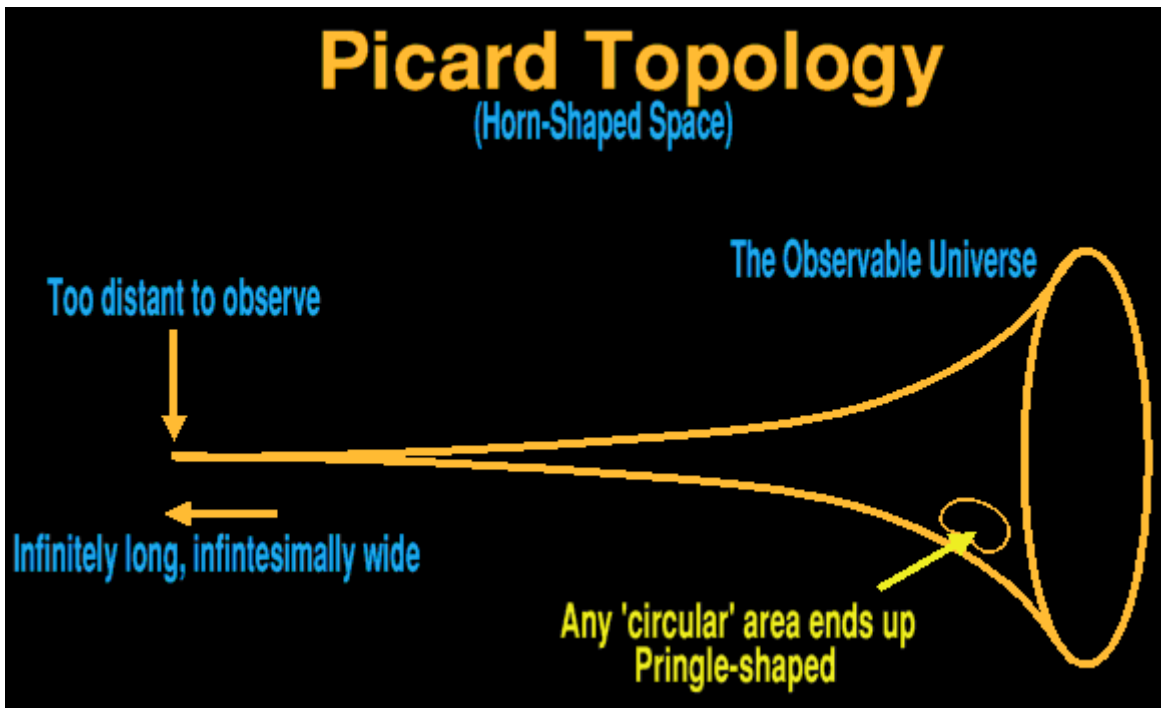 Picard Topology
(Horn-Shaped Space)
The Observable Universe
Too distant to observe
Infinitely long, infintesimally wide
Any 'circular' area ends up
Pringle-shaped